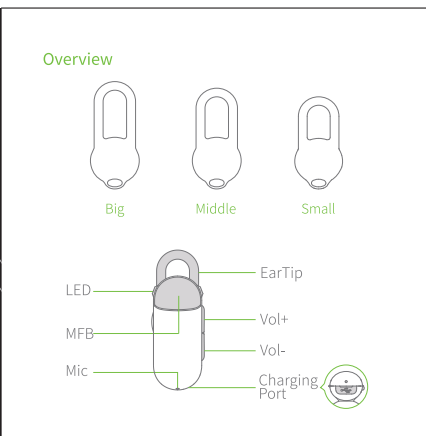 Overview
Big
Middle
Small
EarTip
LED
Vol+
MFB
Vol-
Mic
Charging
Port